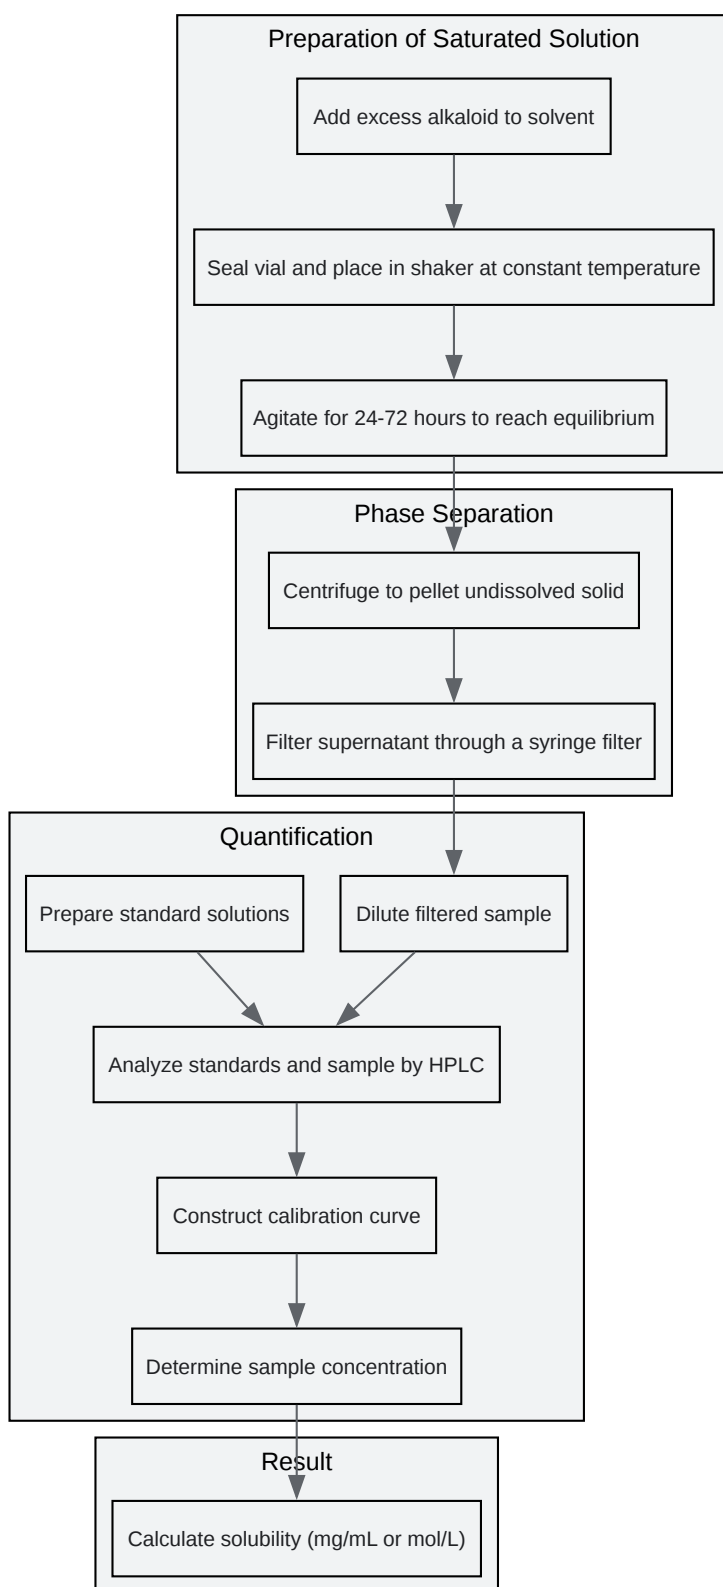 Preparation of Saturated Solution
Add excess alkaloid to solvent
Seal vial and place in shaker at constant temperature
Agitate for 24-72 hours to reach equilibrium
Phase Separation
Centrifuge to pellet undissolved solid
Filter supernatant through a syringe filter
Quantification
Prepare standard solutions
Dilute filtered sample
Analyze standards and sample by HPLC
Construct calibration curve
Determine sample concentration
Result
Calculate solubility (mg/mL or mol/L)